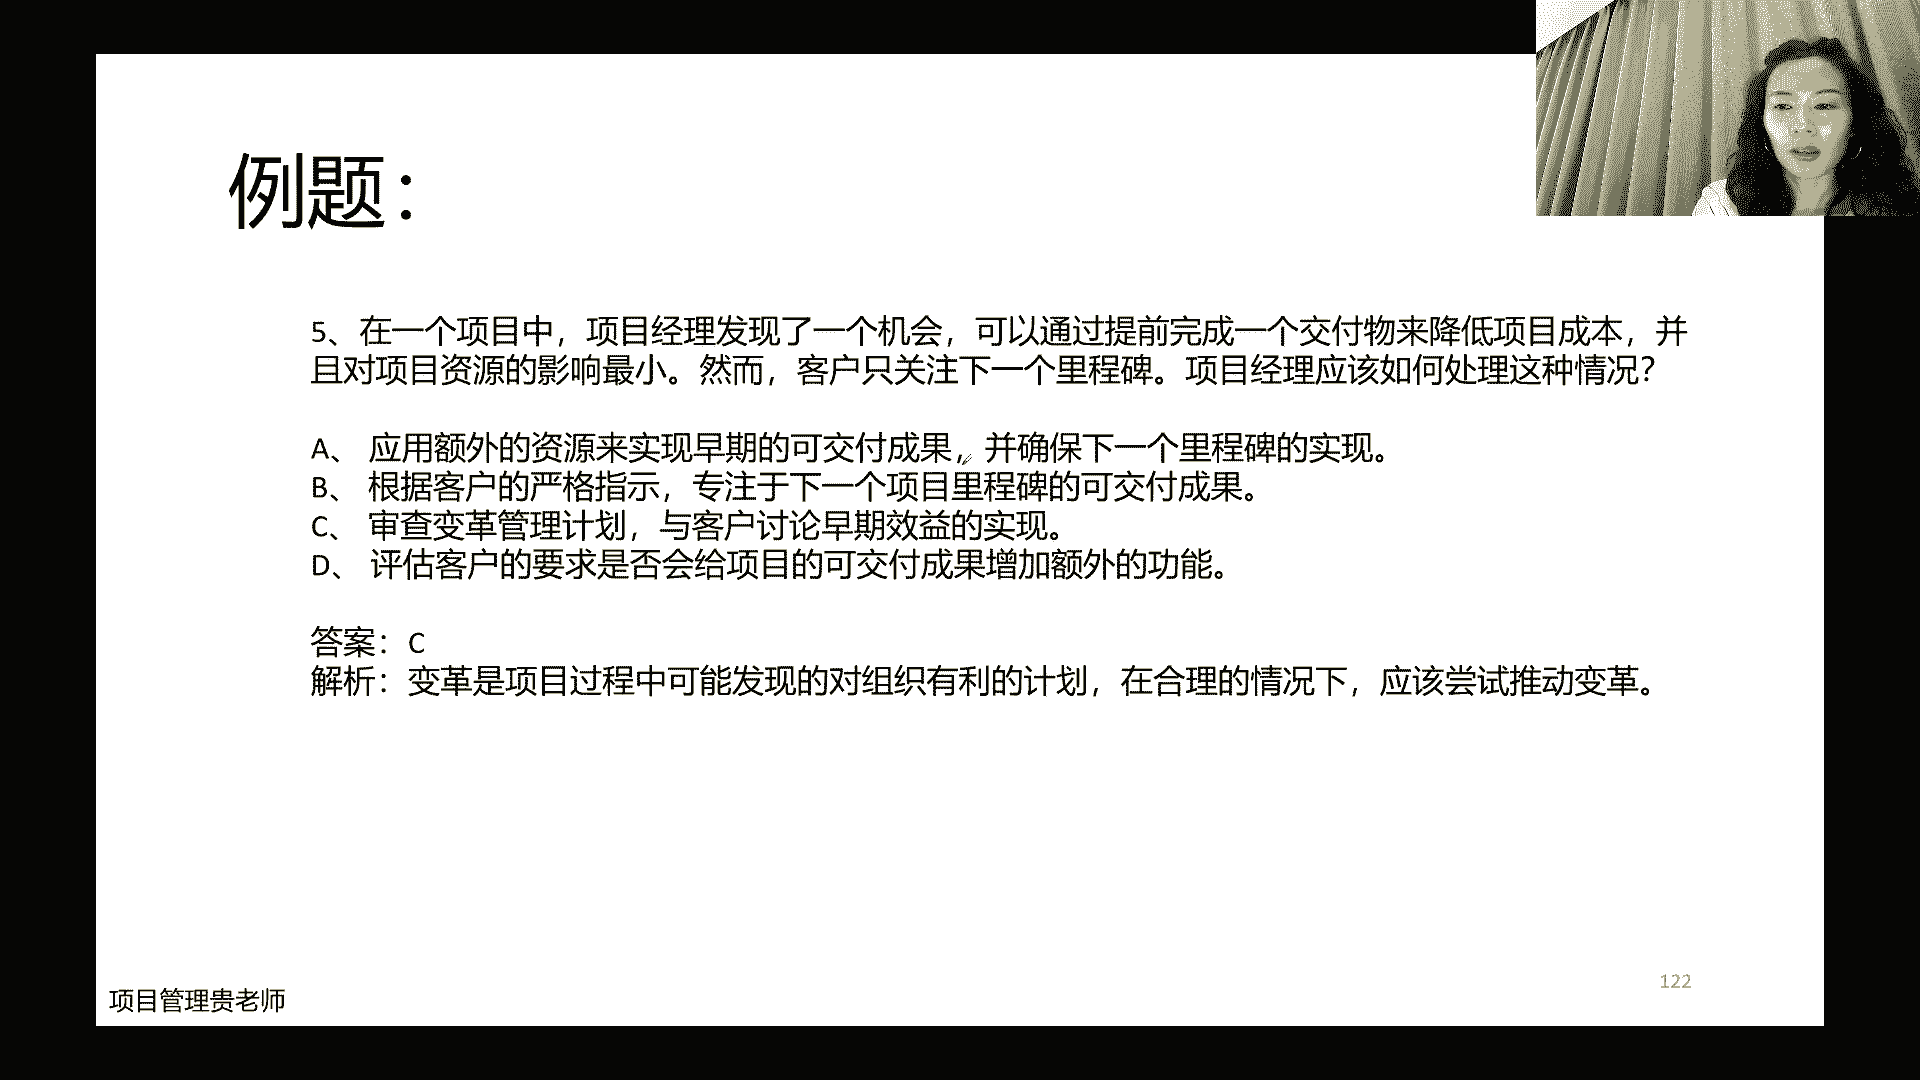 例题：
5、在一个项目中，项目经理发现了一个机会，可以通过提前完成一个交付物来降低项目成本，并
且对项目资源的影响最小。然而，客户只关注下一个里程碑。项目经理应该如何处理这种情况？
A、 应用额外的资源来实现早期的可交付成果，并确保下一个里程碑的实现。
B、 根据客户的严格指示，专注于下一个项目里程碑的可交付成果。
C、 审查变革管理计划，与客户讨论早期效益的实现。
D、 评估客户的要求是否会给项目的可交付成果增加额外的功能。
答案：C
解析：变革是项目过程中可能发现的对组织有利的计划，在合理的情况下，应该尝试推动变革。
122
项目管理贵老师